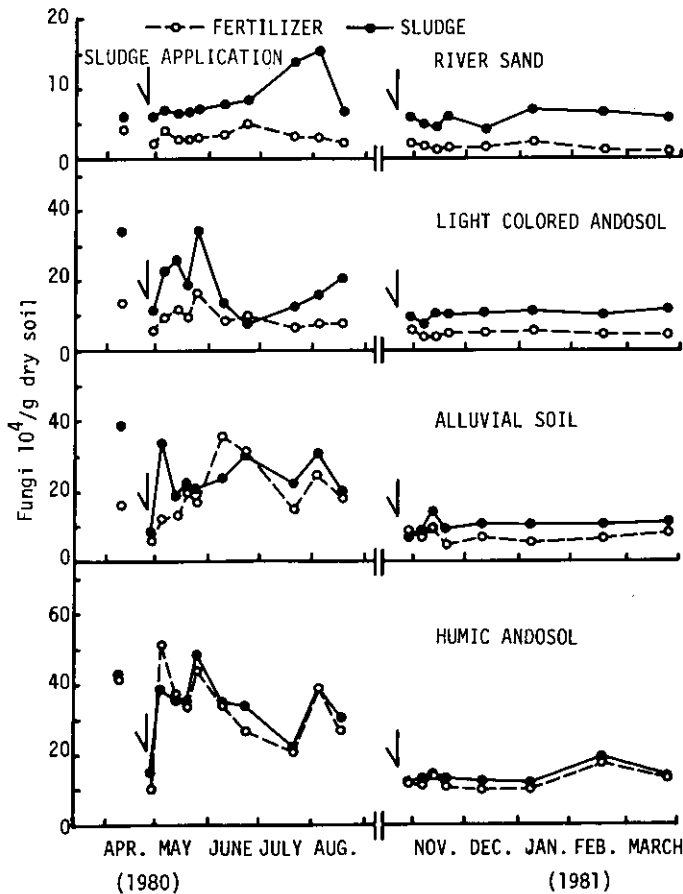 FERTILIZER SLUDGE
SLUDGE APPLICATION
RIVER SAND
20
10
0
LIGHT COLORED ANDOSOL
40
20
0
ALLUVIAL SOIL
40
20
0
HUMIC ANDOSOL
60
40
20
0
Fungi 10⁴/g dry soil
APR. MAY JUNE JULY AUG. NOV. DEC. JAN. FEB. MARCH
(1980) (1981)